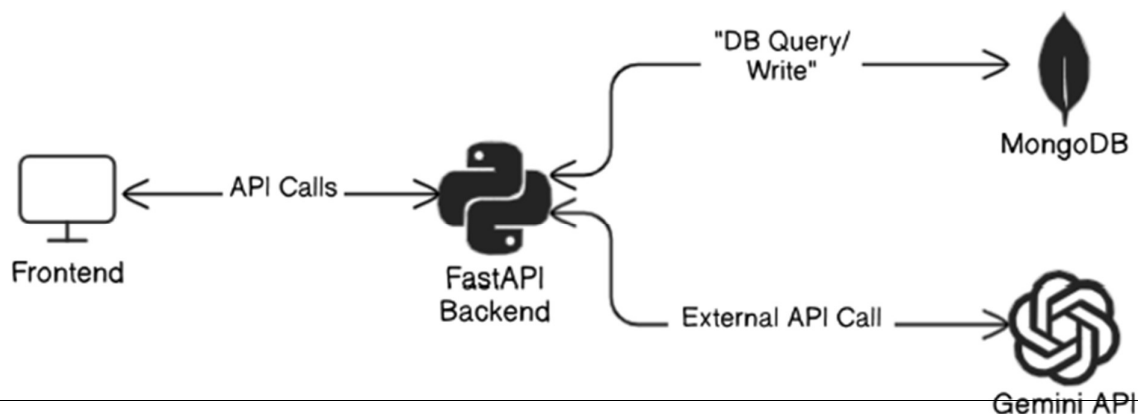 "DB Query/
Write"
MongoDB
API Calls
Frontend
FastAPI
Backend
External API Call
Gemini API